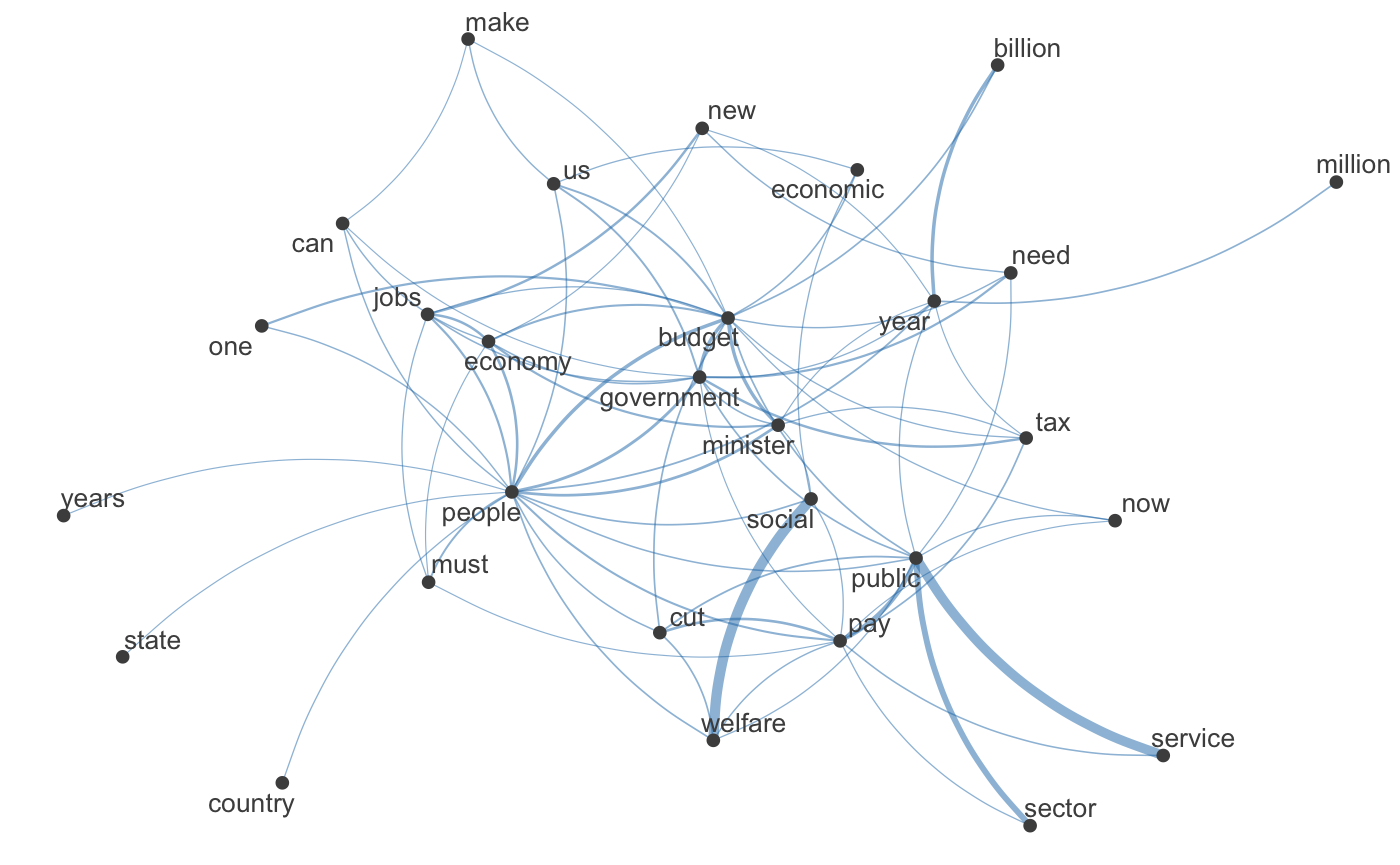 make
billion
new
million
us
economic
can
need
jobs
year
budget
one
economy
government
tax
minister
years
now
people
social
must
public
cut
pay
state
welfare
service
country
sector